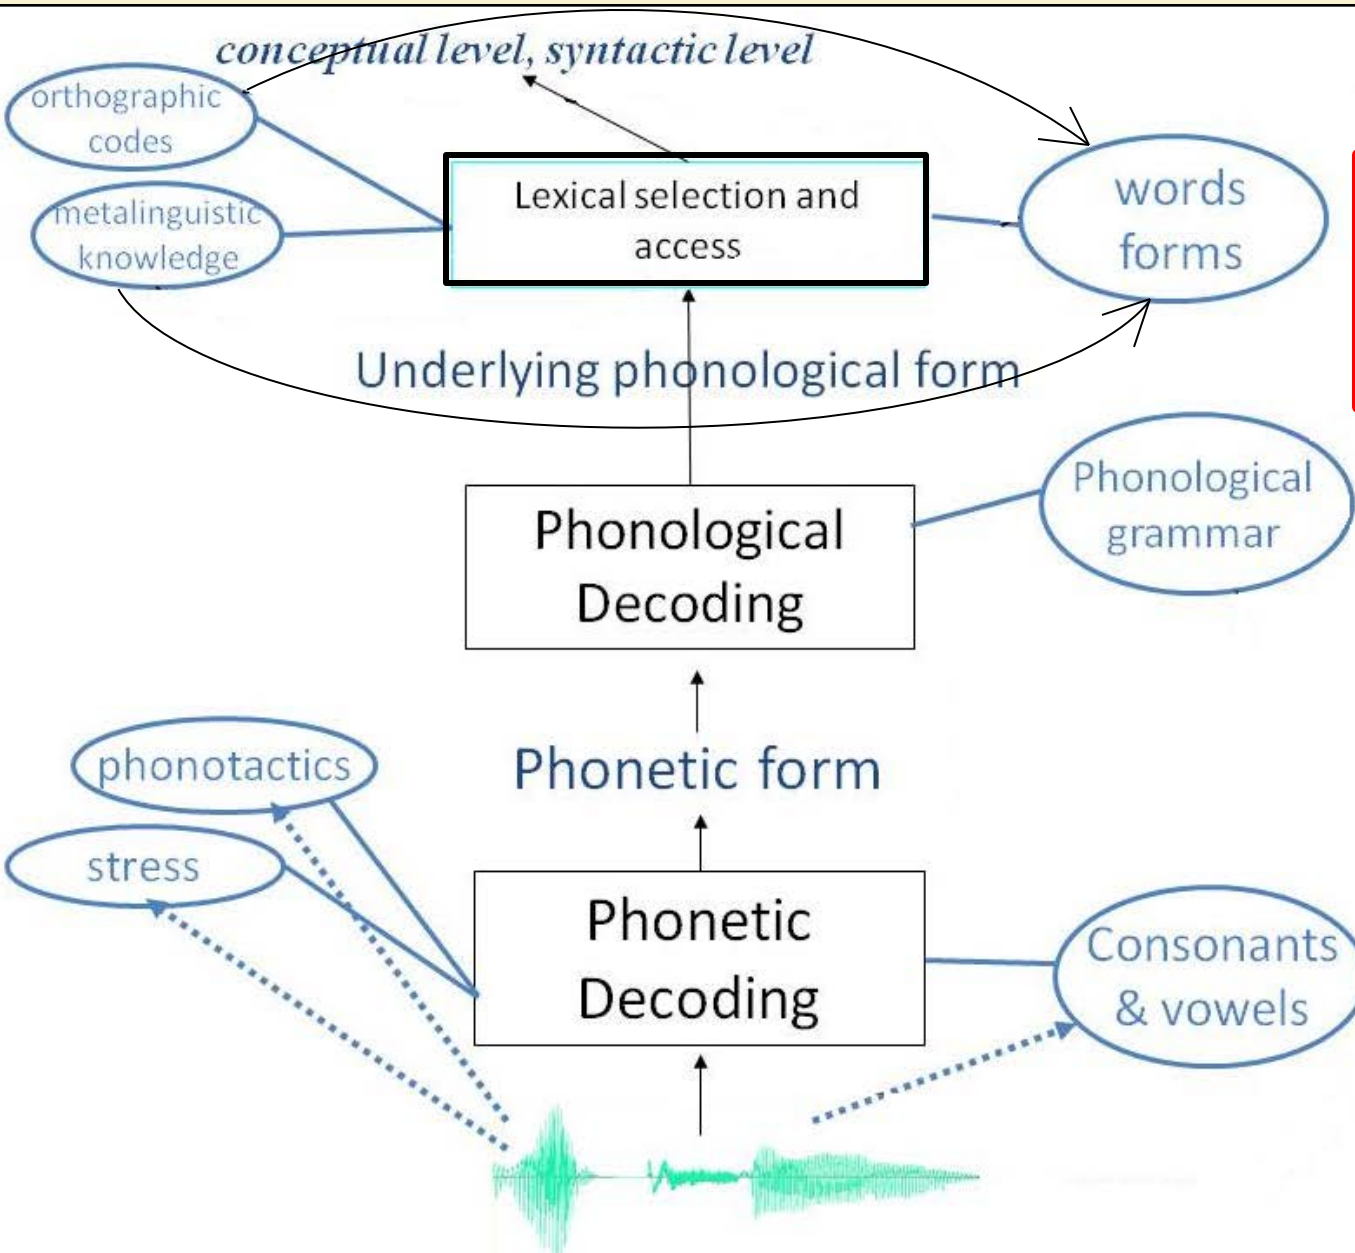 conceptual level, syntactic level
orthographic
codes
metalinguistic
knowledge
Lexical selection and
access
words
forms
Underlying phonological form
Phonological
Decoding
Phonological
grammar
phonotactics
stress
Phonetic form
Phonetic
Decoding
Consonants
& vowels